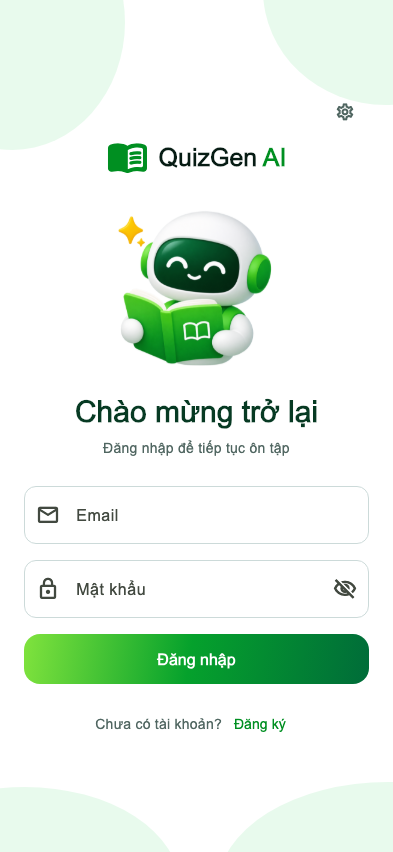 QuizGen AI
Chào mừng trở lại
Đăng nhập để tiếp tục ôn tập
Email
Mật khẩu
Đăng nhập
Chưa có tài khoản? Đăng ký